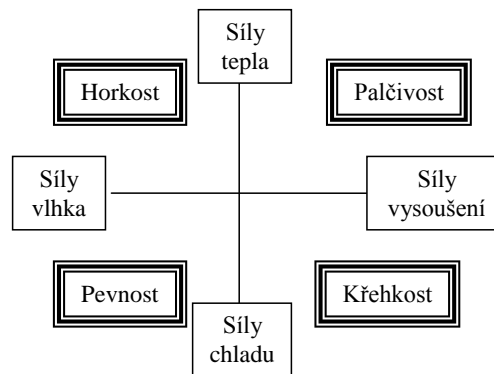 Síly
tepla
Horkost
Palčivost
Síly
vlhka
Síly
vysoušení
Pevnost
Křehkost
Síly
chladu